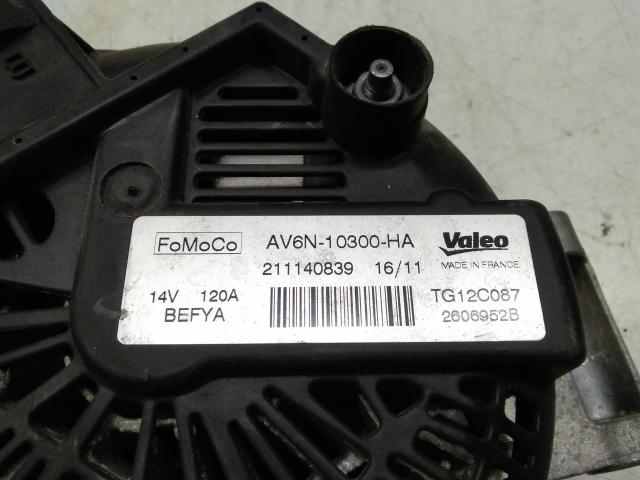 FoMoCo AV6N-10300-HA Valeo
211140839 16/11 MADE IN FRANCE
14V 120A TG12C087
BEFYA 2606952B